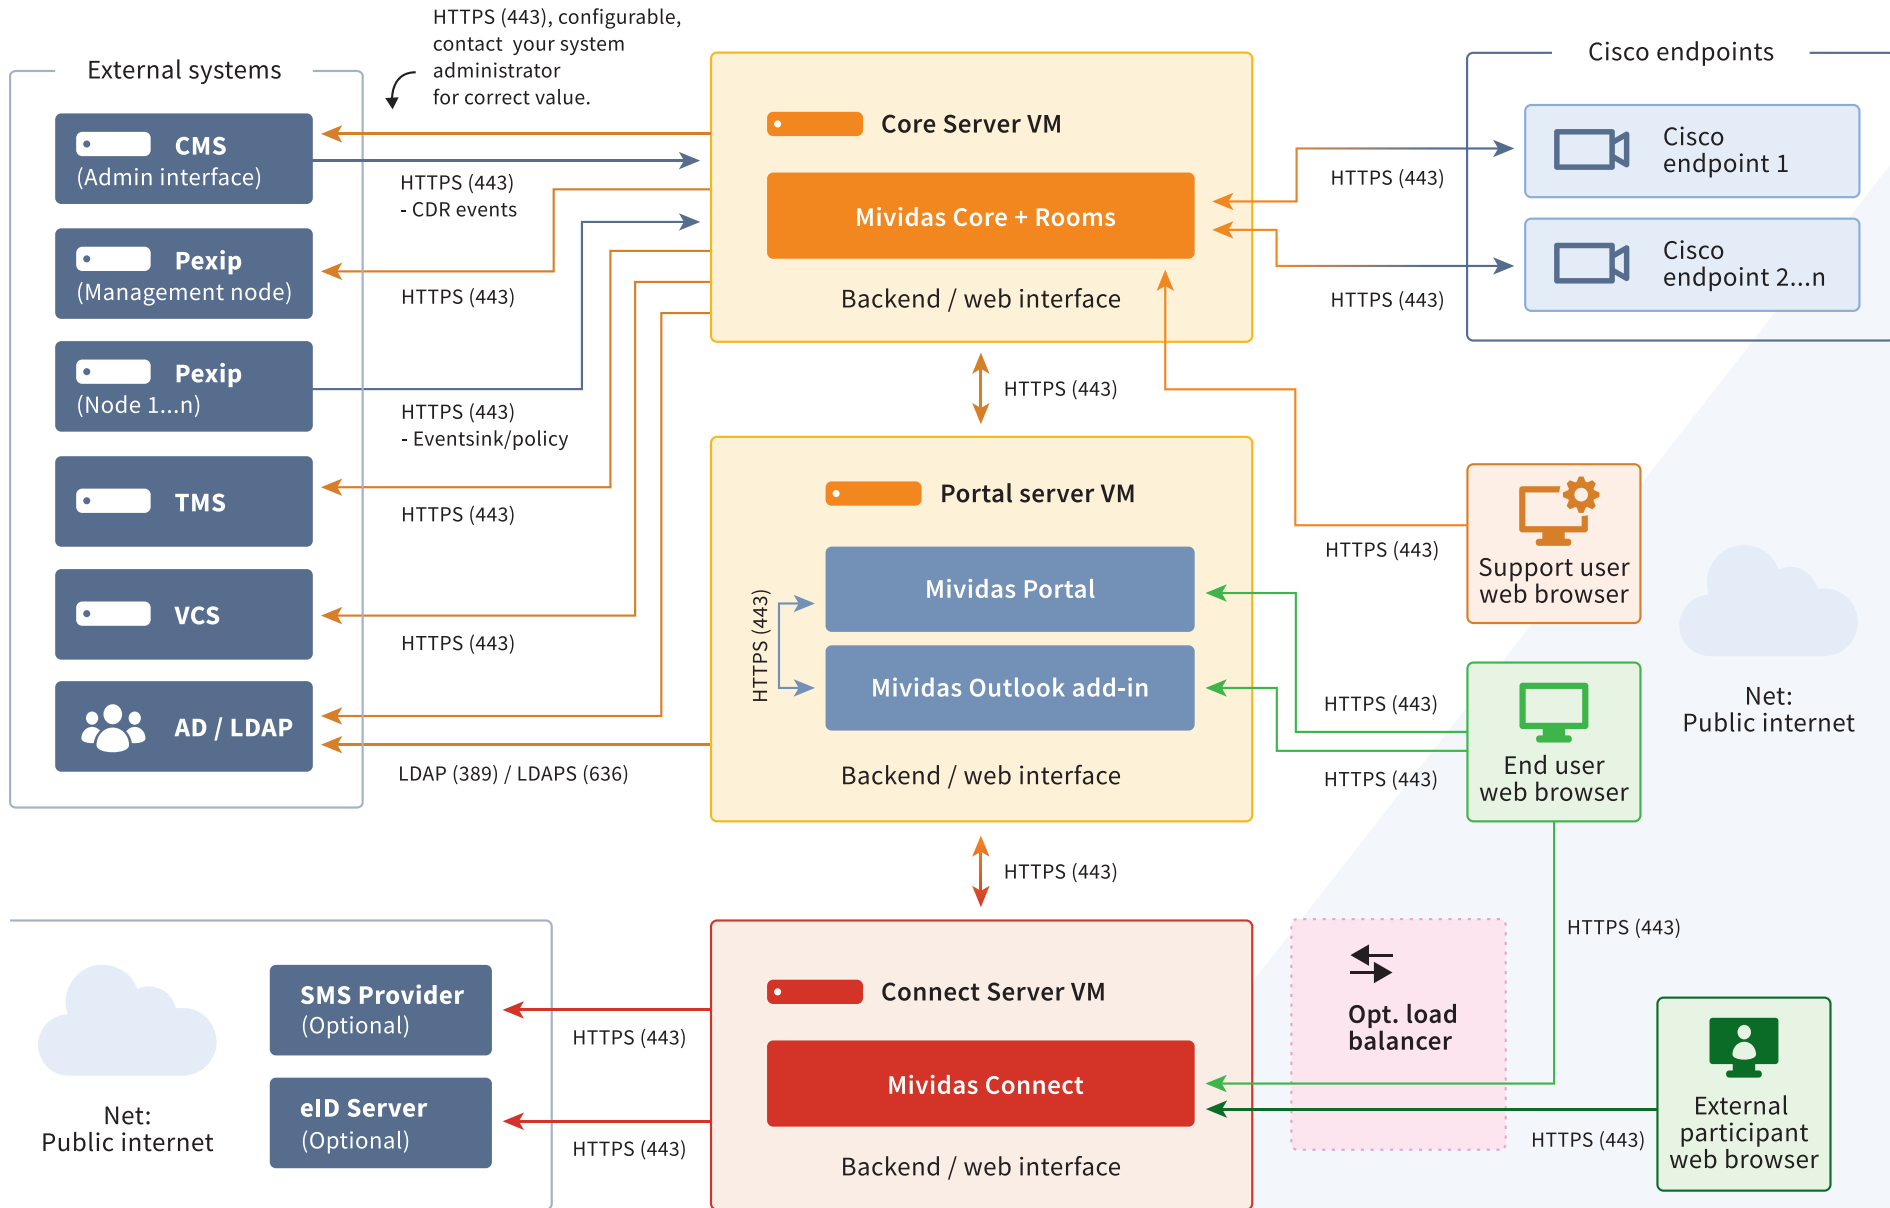 HTTPS (443), configurable,
contact your system
administrator
for correct value.
External systems
CMS
(Admin interface)
Pexip
(Management node)
Pexip
(Node 1...n)
TMS
VCS
AD / LDAP
HTTPS (443)
- CDR events
HTTPS (443)
HTTPS (443)
- Eventsink/policy
HTTPS (443)
HTTPS (443)
LDAP (389) / LDAPS (636)
Core Server VM
Mividas Core + Rooms
Backend / web interface
HTTPS (443)
Cisco endpoints
Cisco
endpoint 1
Cisco
endpoint 2...n
HTTPS (443)
HTTPS (443)
Portal server VM
Mividas Portal
Mividas Outlook add-in
HTTPS (443)
Backend / web interface
HTTPS (443)
Support user
web browser
HTTPS (443)
End user
web browser
HTTPS (443)
HTTPS (443)
Net:
Public internet
HTTPS (443)
Net:
Public internet
SMS Provider
(Optional)
eID Server
(Optional)
HTTPS (443)
HTTPS (443)
Connect Server VM
Mividas Connect
Backend / web interface
Opt. load
balancer
External
participant
web browser
HTTPS (443)